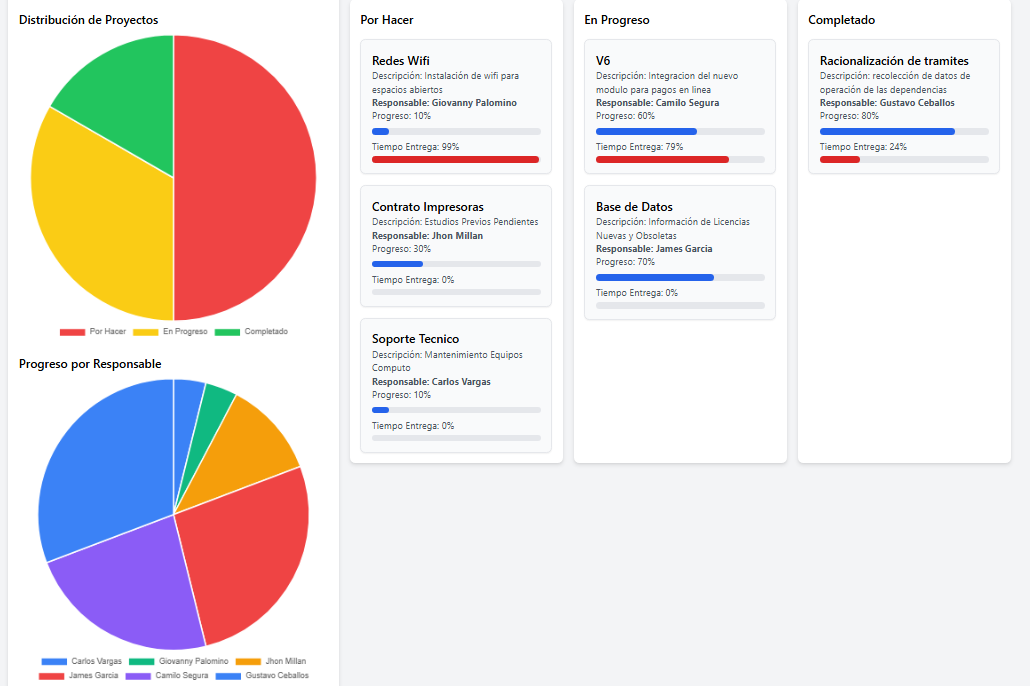 Distribución de Proyectos
Por Hacer
En Progreso
Completado
Progreso por Responsable
Carlos Vargas
Giovanny Palomino
Jhon Millan
James Garcia
Camilo Segura
Gustavo Ceballos
Por Hacer
Redes Wifi
Descripción: Instalación de wifi para
espacios abiertos
Responsable: Giovanny Palomino
Progreso: 10%
Tiempo Entrega: 99%
Contrato Impresoras
Descripción: Estudios Previos Pendientes
Responsable: Jhon Millan
Progreso: 30%
Tiempo Entrega: 0%
Soporte Tecnico
Descripción: Mantenimiento Equipos
Computo
Responsable: Carlos Vargas
Progreso: 10%
Tiempo Entrega: 0%
En Progreso
V6
Descripción: Integracion del nuevo
modulo para pagos en linea
Responsable: Camilo Segura
Progreso: 60%
Tiempo Entrega: 79%
Base de Datos
Descripción: Información de Licencias
Nuevas y Obsoletas
Responsable: James Garcia
Progreso: 70%
Tiempo Entrega: 0%
Completado
Racionalización de tramites
Descripción: recolección de datos de
operación de las dependencias
Responsable: Gustavo Ceballos
Progreso: 80%
Tiempo Entrega: 24%